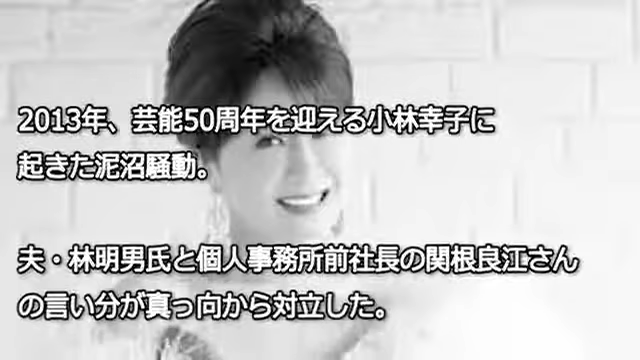 2013年、芸能50周年を迎える小林幸子に
起きた泥沼騒動。
夫・林明男氏と個人事務所前社長の関根良江さん
の言い分が真っ向から対立した。